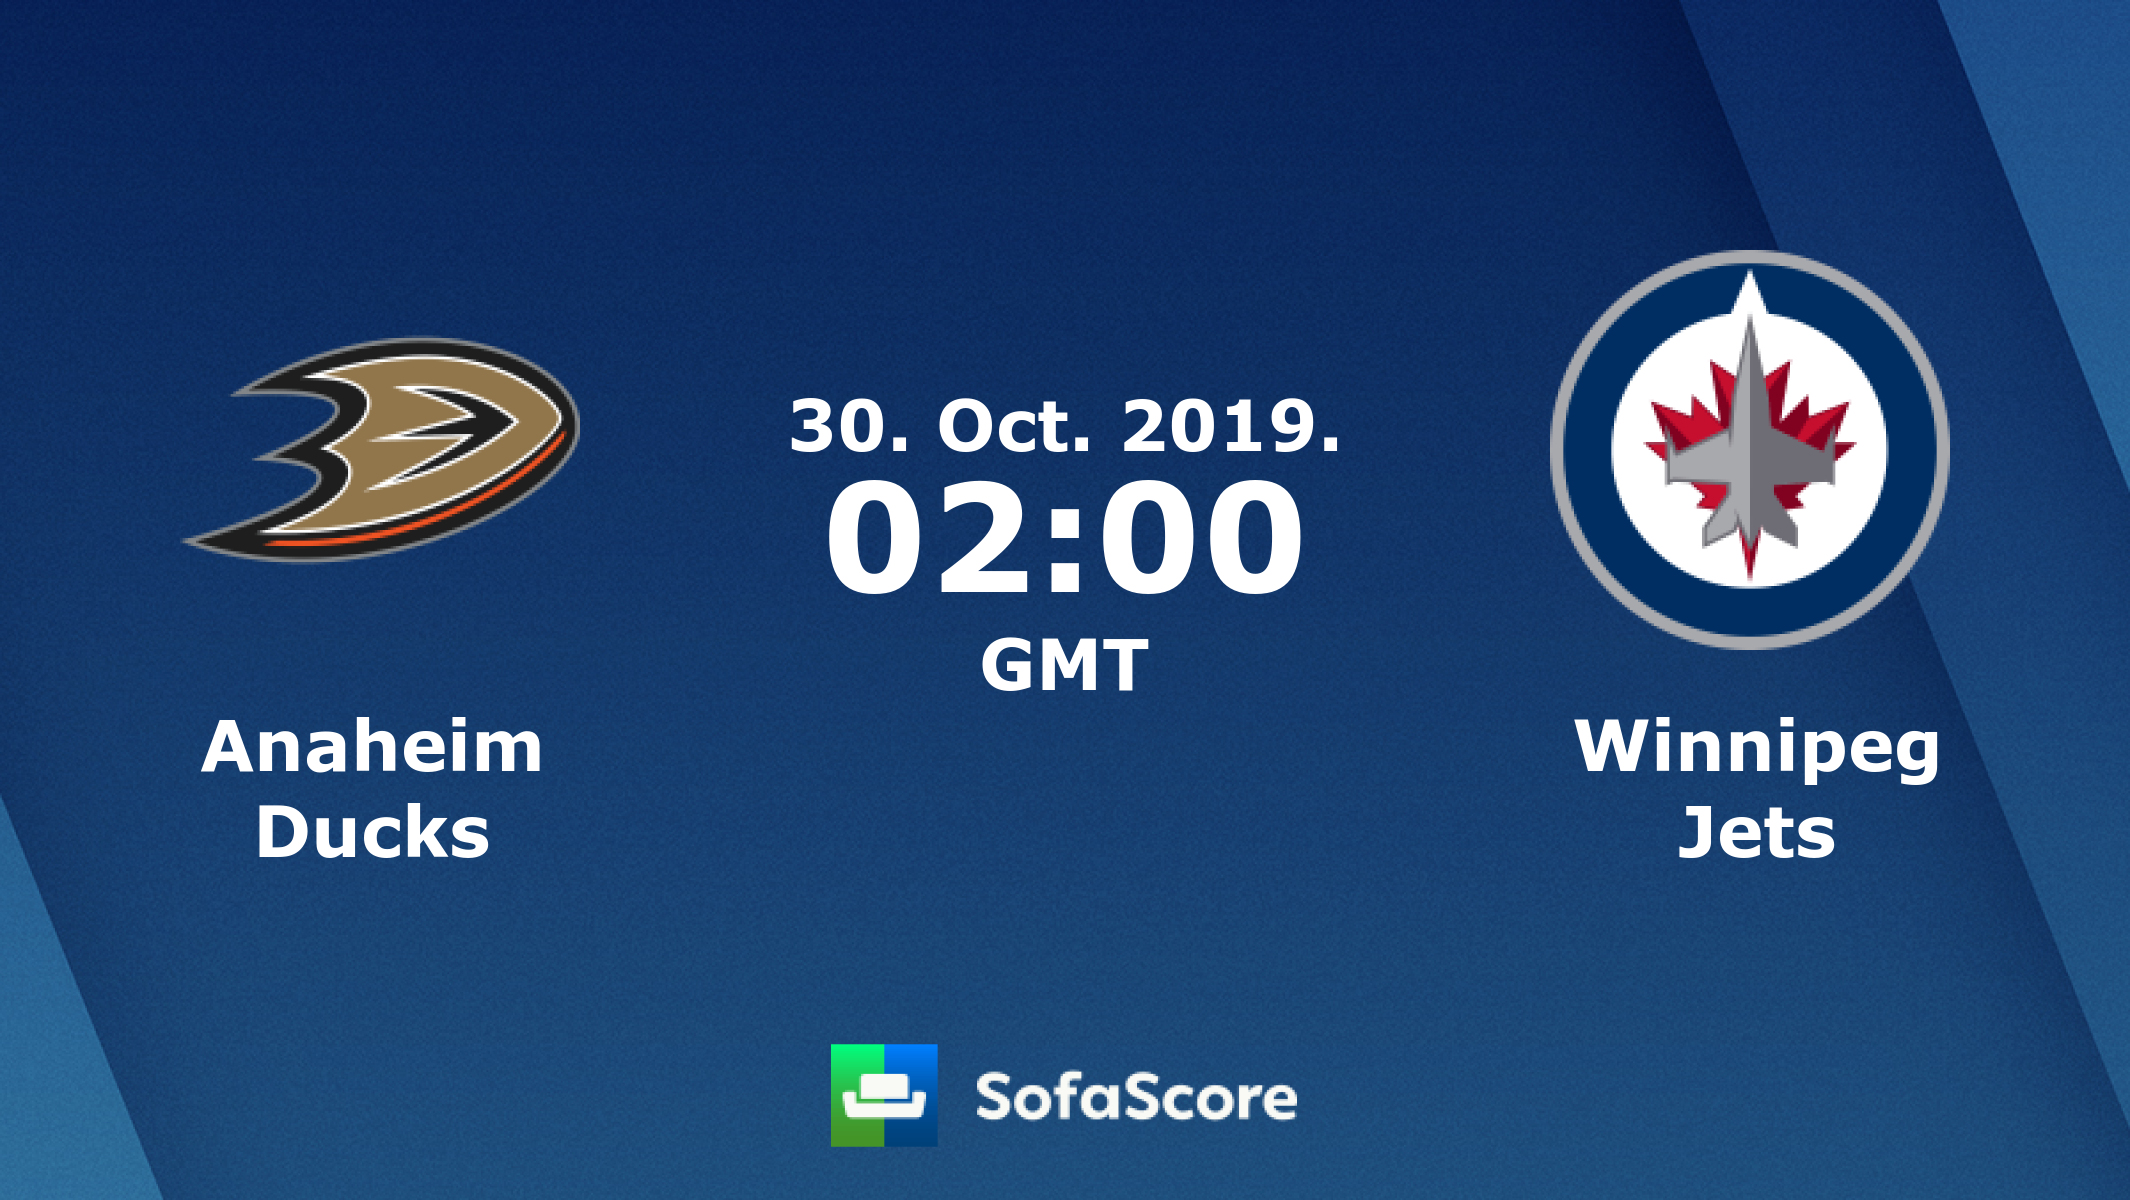 30. Oct. 2019.
02:00
GMT
Anaheim
Ducks
Winnipeg
Jets
SofaScore